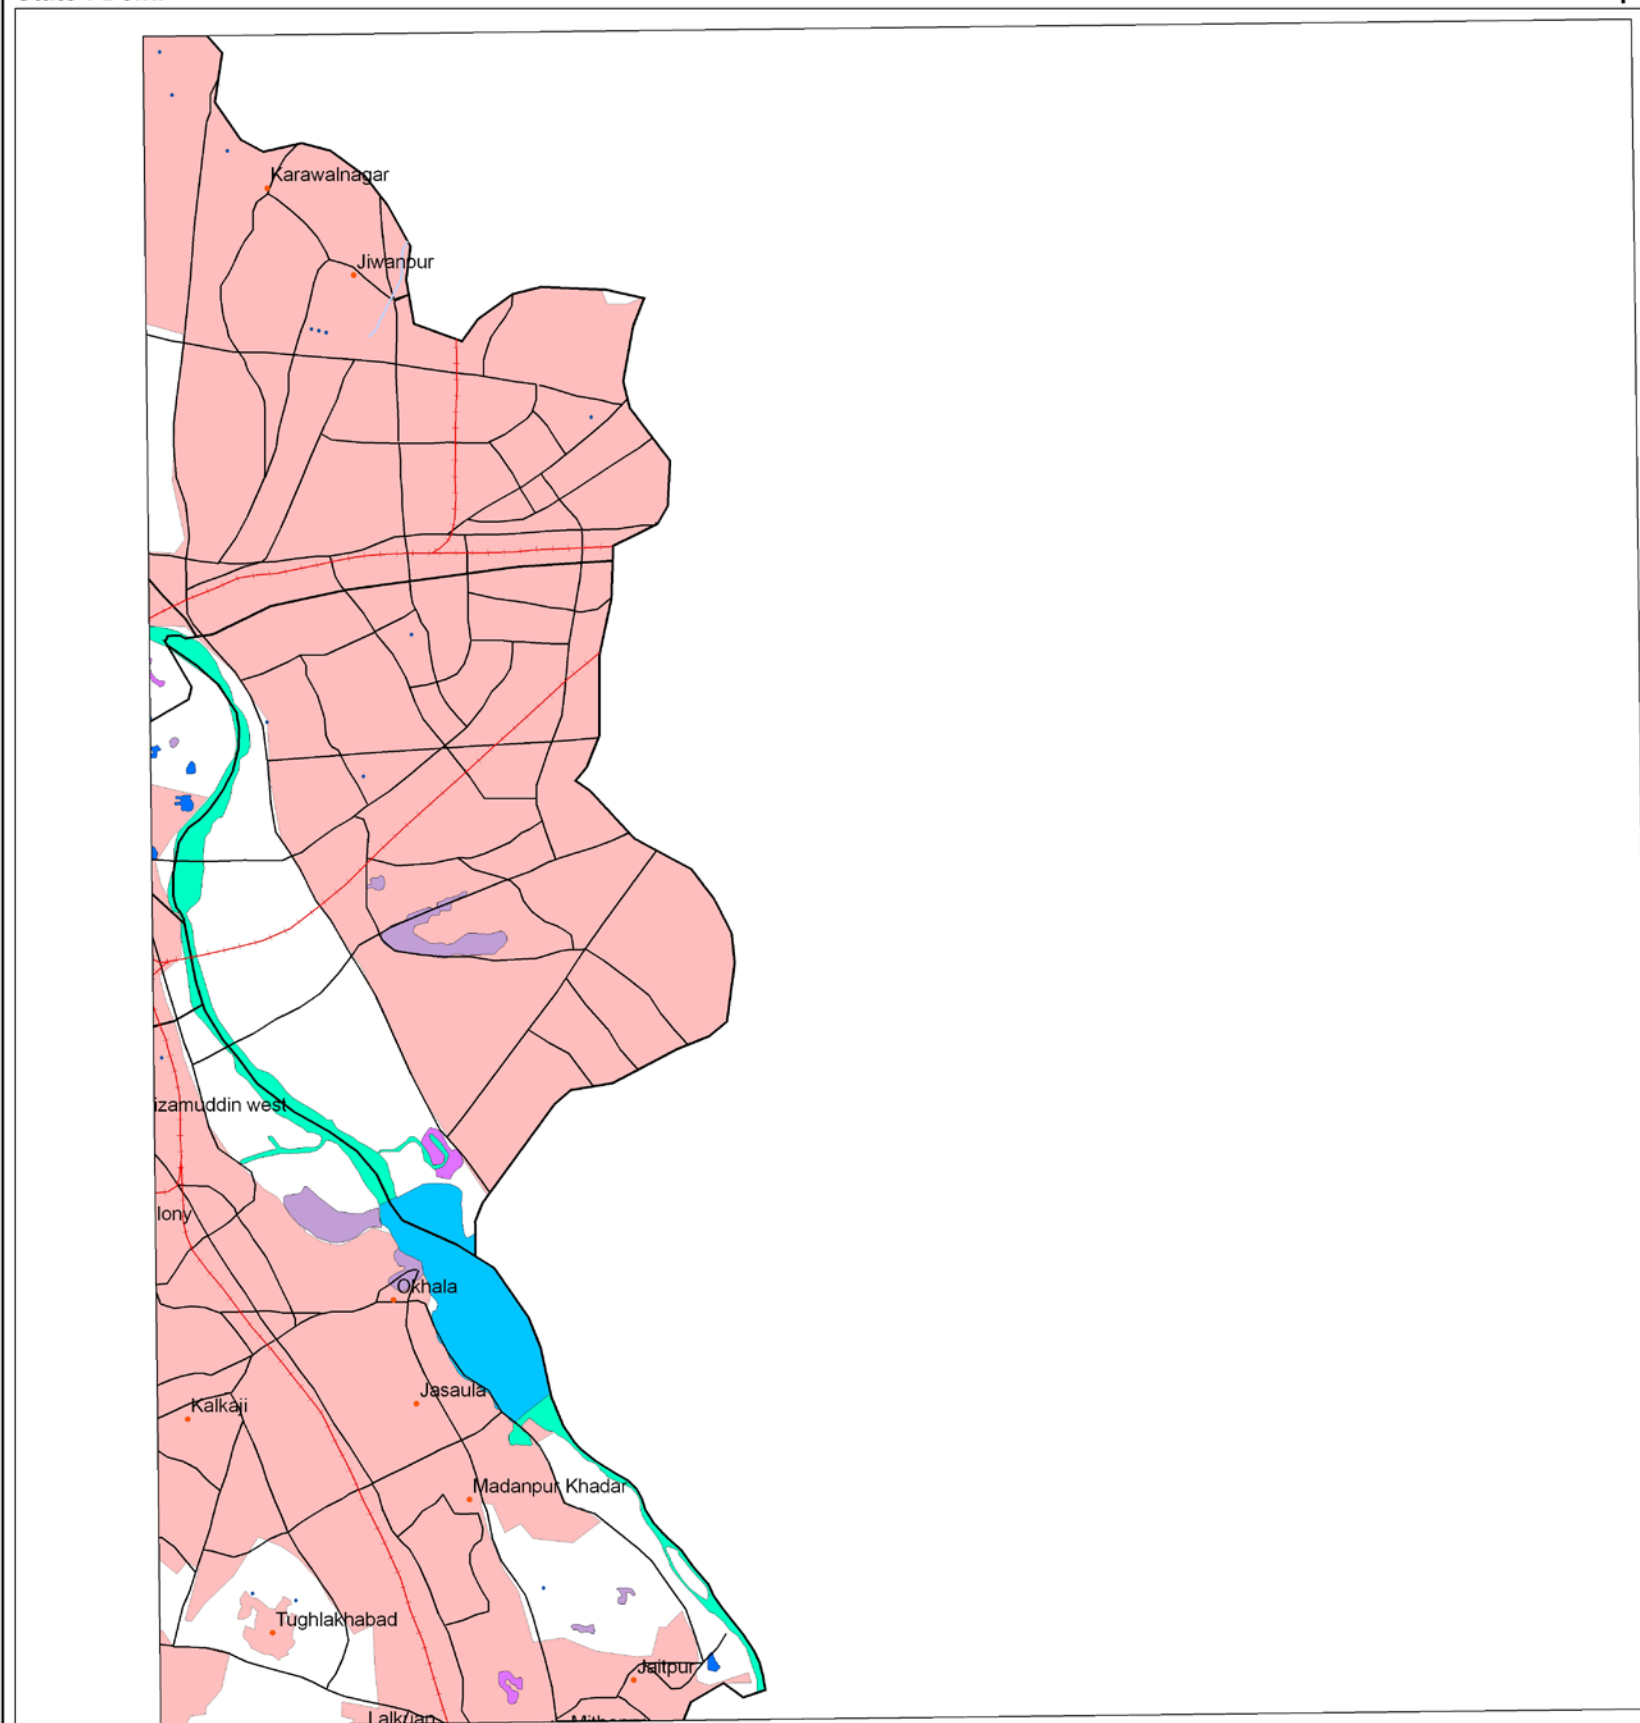 Karawalnagar
Jiwanpur
izamuddin west
lony
Okhala
Jasaula
Kalkaji
Madanpur Khadar
Tughlakhabad
Jaitpur